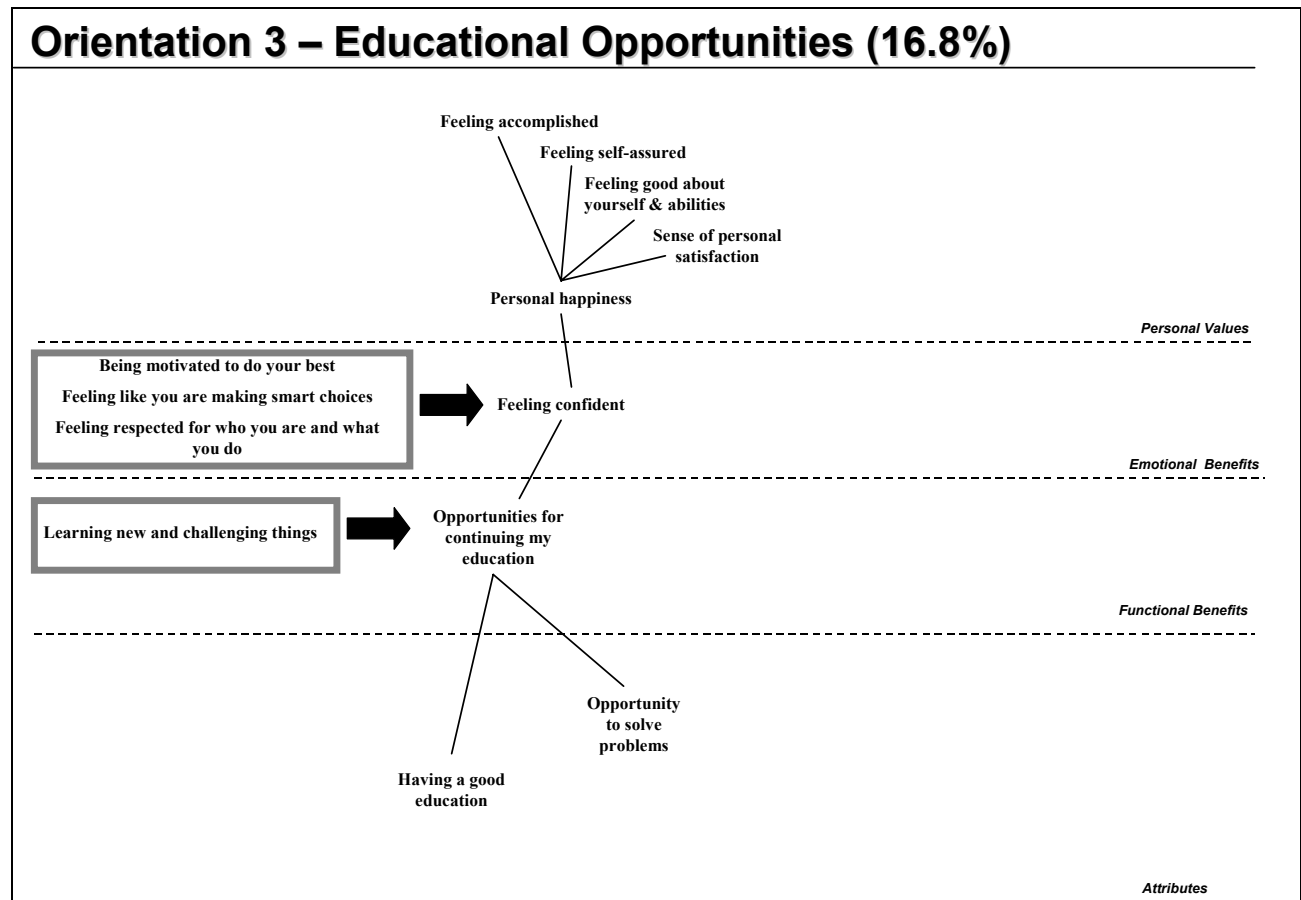 Orientation 3 – Educational Opportunities (16.8%)
Feeling accomplished
Feeling self-assured
Feeling good about
yourself & abilities
Sense of personal
satisfaction
Personal happiness
Personal Values
Being motivated to do your best
Feeling like you are making smart choices
Feeling respected for who you are and what
you do
Feeling confident
Emotional Benefits
Learning new and challenging things
Opportunities for
continuing my
education
Functional Benefits
Opportunity
to solve
problems
Having a good
education
Attributes